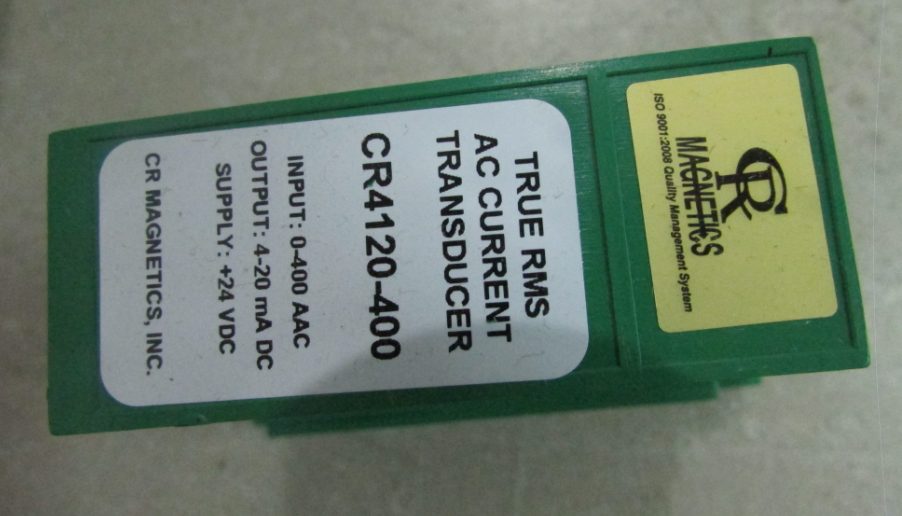 CR
MAGNETICS
ISO 9001:2008 Quality Management System
TRUE RMS
AC CURRENT
TRANSDUCER
CR4120-400
INPUT: 0-400 AAC
OUTPUT: 4-20 mA DC
SUPPLY: +24 VDC
CR MAGNETICS, INC.